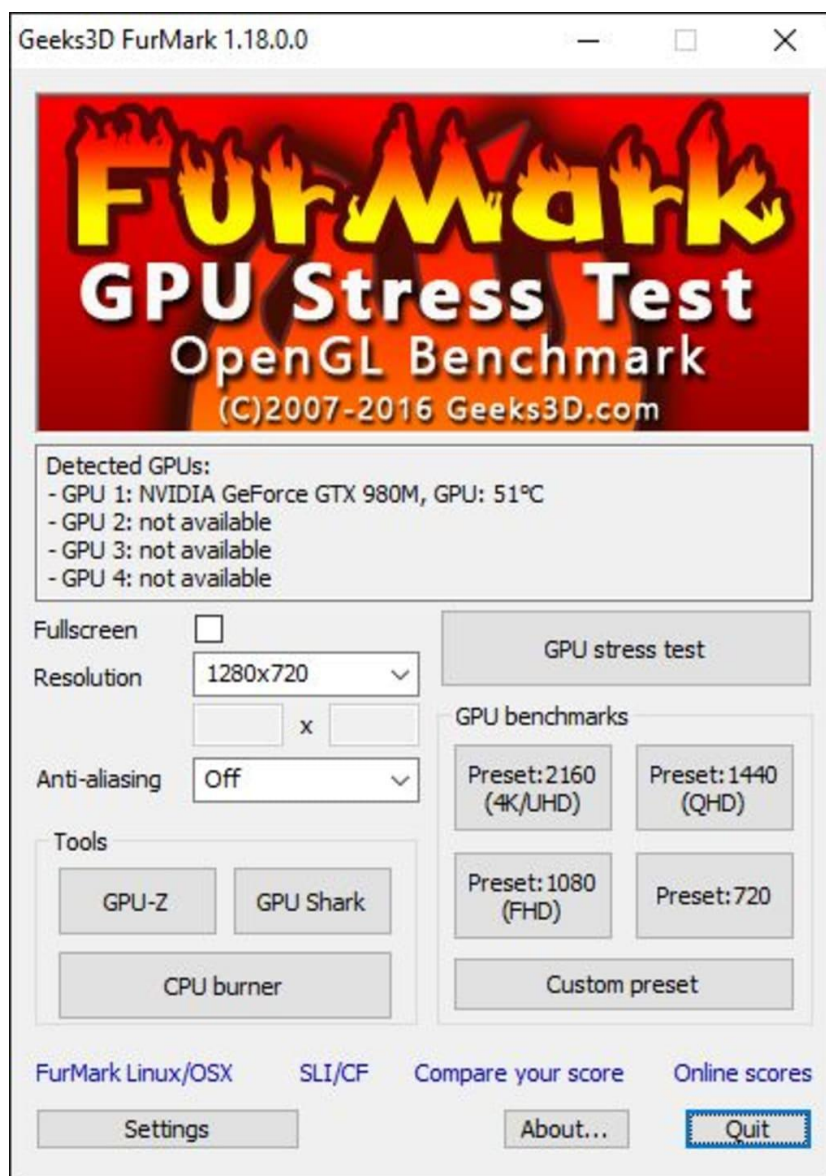 Geeks3D FurMark 1.18.0.0
FurMark
GPU Stress Test
OpenGL Benchmark
(C)2007-2016 Geeks3D.com
Detected GPUs:
- GPU 1: NVIDIA GeForce GTX 980M, GPU: 51ºC
- GPU 2: not available
- GPU 3: not available
- GPU 4: not available
Fullscreen
GPU stress test
Resolution
1280x720
x
Anti-aliasing
Off
GPU benchmarks
Preset:2160
(4K/UHD)
Preset:1440
(QHD)
Preset:1080
(FHD)
Preset:720
Custom preset
Tools
GPU-Z
GPU Shark
CPU burner
FurMark Linux/OSX
SLI/CF
Compare your score
Online scores
Settings
About...
Quit